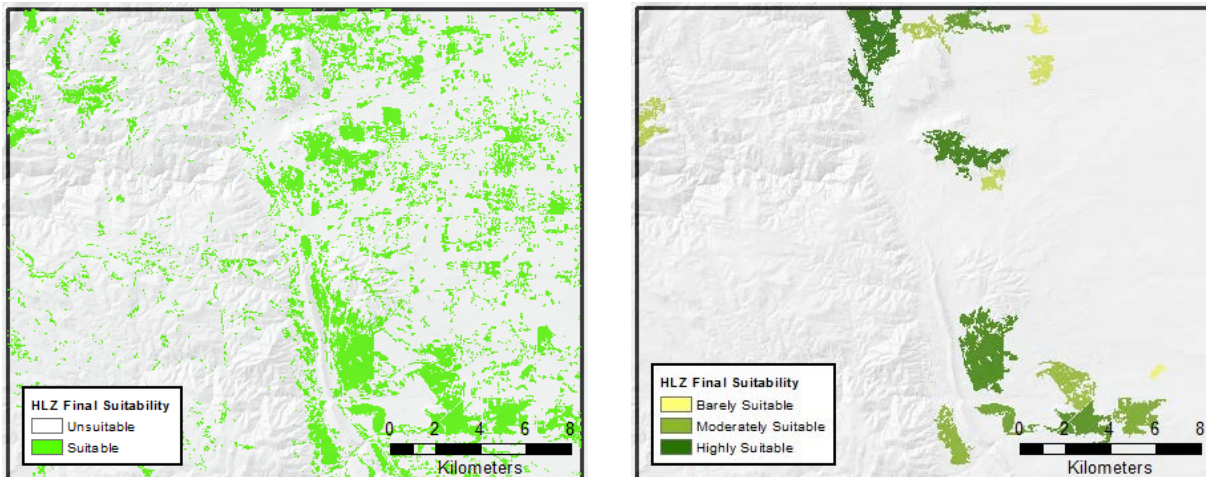 HLZ Final Suitability
Unsuitable
Suitable
0 2 4 6 8
Kilometers
HLZ Final Suitability
Barely Suitable
Moderately Suitable
Highly Suitable
0 2 4 6 8
Kilometers